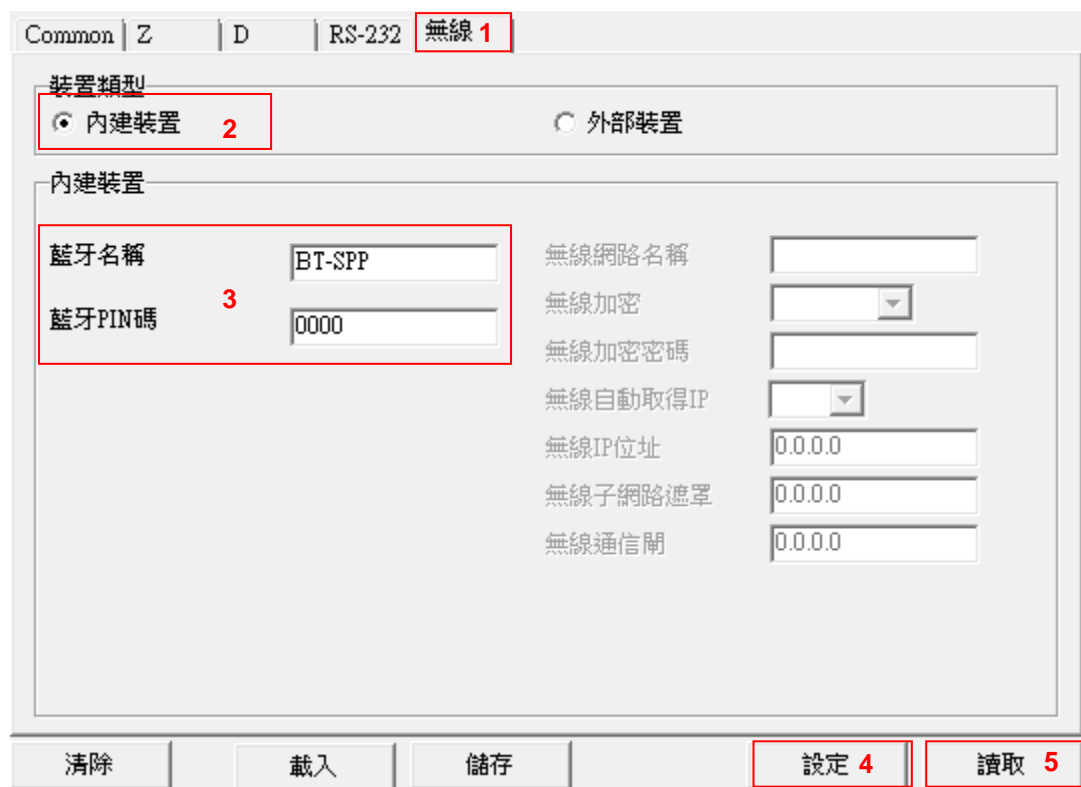 Common Z D RS-232 無線 1
裝置類型
內建裝置 2 外部裝置
內建裝置
藍牙名稱 BT-SPP 無線網路名稱
無線加密
3
藍牙PIN碼 0000
無線加密密碼
無線自動取得IP
無線IP位址 0.0.0.0
無線子網路遮罩 0.0.0.0
無線通信閘 0.0.0.0
清除 載入 儲存 設定 4 讀取 5